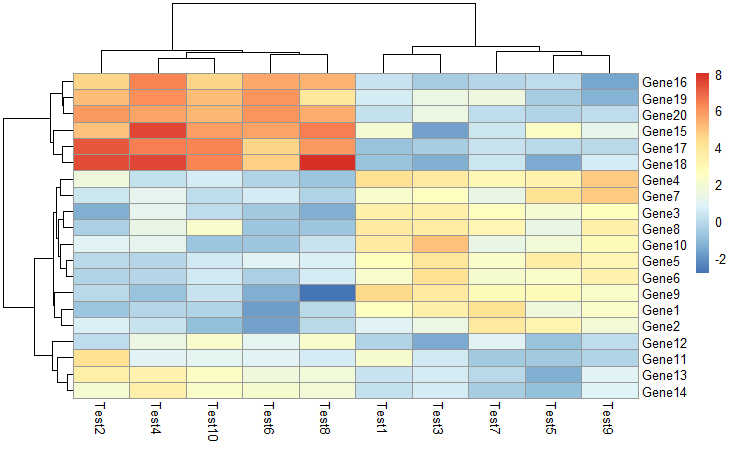 8
6
4
2
0
-2
Gene16
Gene19
Gene20
Gene15
Gene17
Gene18
Gene4
Gene7
Gene3
Gene8
Gene10
Gene5
Gene6
Gene9
Gene1
Gene2
Gene12
Gene11
Gene13
Gene14
Test2
Test4
Test10
Test6
Test8
Test1
Test3
Test7
Test5
Test9